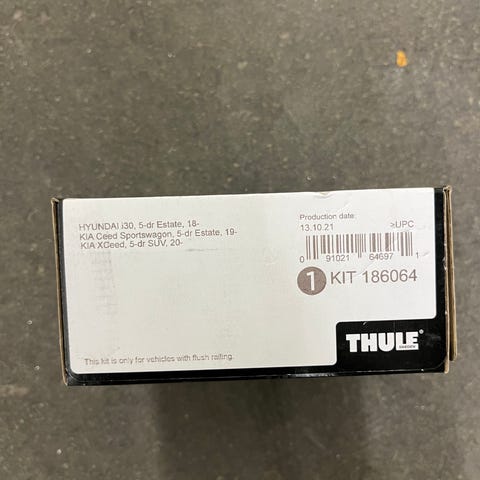 HYUNDAI i30, 5-dr Estate, 18-
KIA Ceed Sportswagon, 5-dr Estate, 19-
KIA XCeed, 5-dr SUV, 20-
Production date:
13.10.21 >UPC
0 91021 64697 1
1 KIT 186064
THULE®
SWEDEN
This kit is only for vehicles with flush railing.